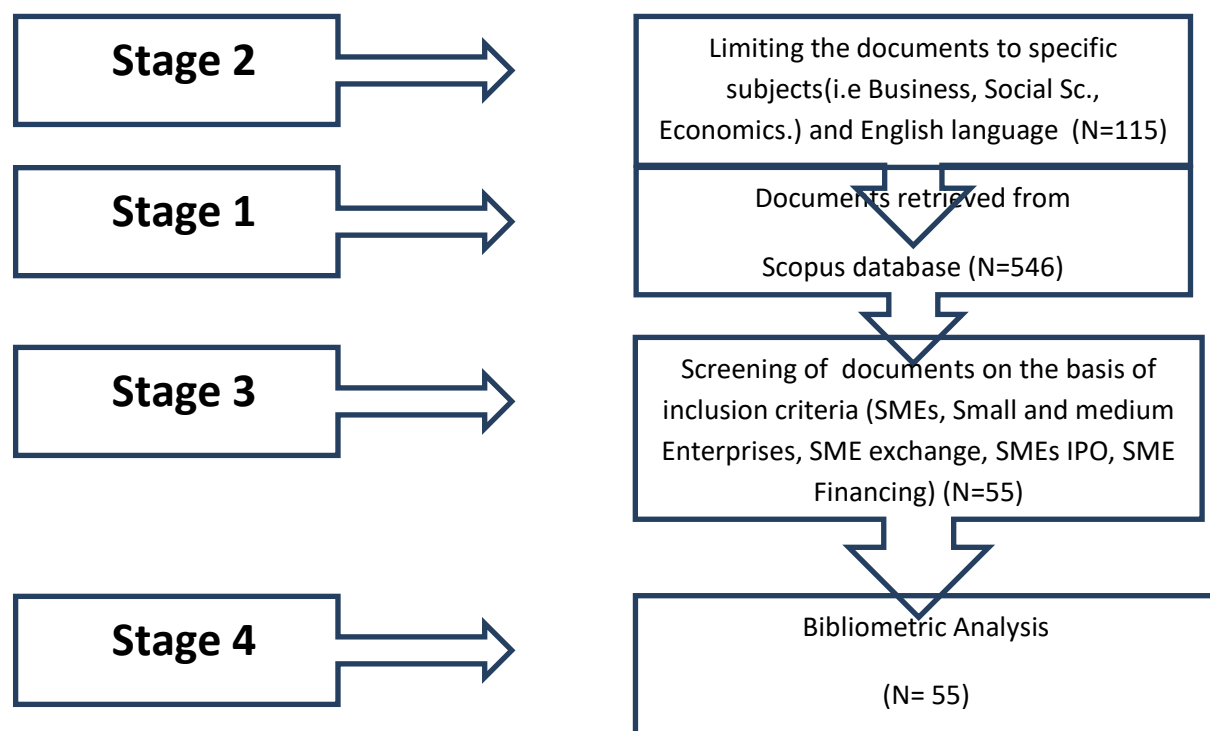 Stage 2
Limiting the documents to specific
subjects(i.e Business, Social Sc.,
Economics.) and English language (N=115)
Stage 1
Documents retrieved from
Scopus database (N=546)
Stage 3
Screening of documents on the basis of
inclusion criteria (SMEs, Small and medium
Enterprises, SME exchange, SMEs IPO, SME
Financing) (N=55)
Stage 4
Bibliometric Analysis
(N= 55)